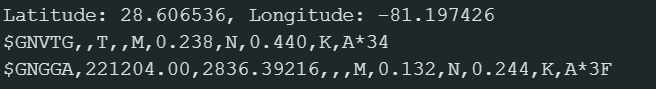 Latitude: 28.606536, Longitude: -81.197426
$GNVTG,,T,,M,0.238,N,0.440,K,A*34
$GNGGA,221204.00,2836.39216,,,M,0.132,N,0.244,K,A*3F